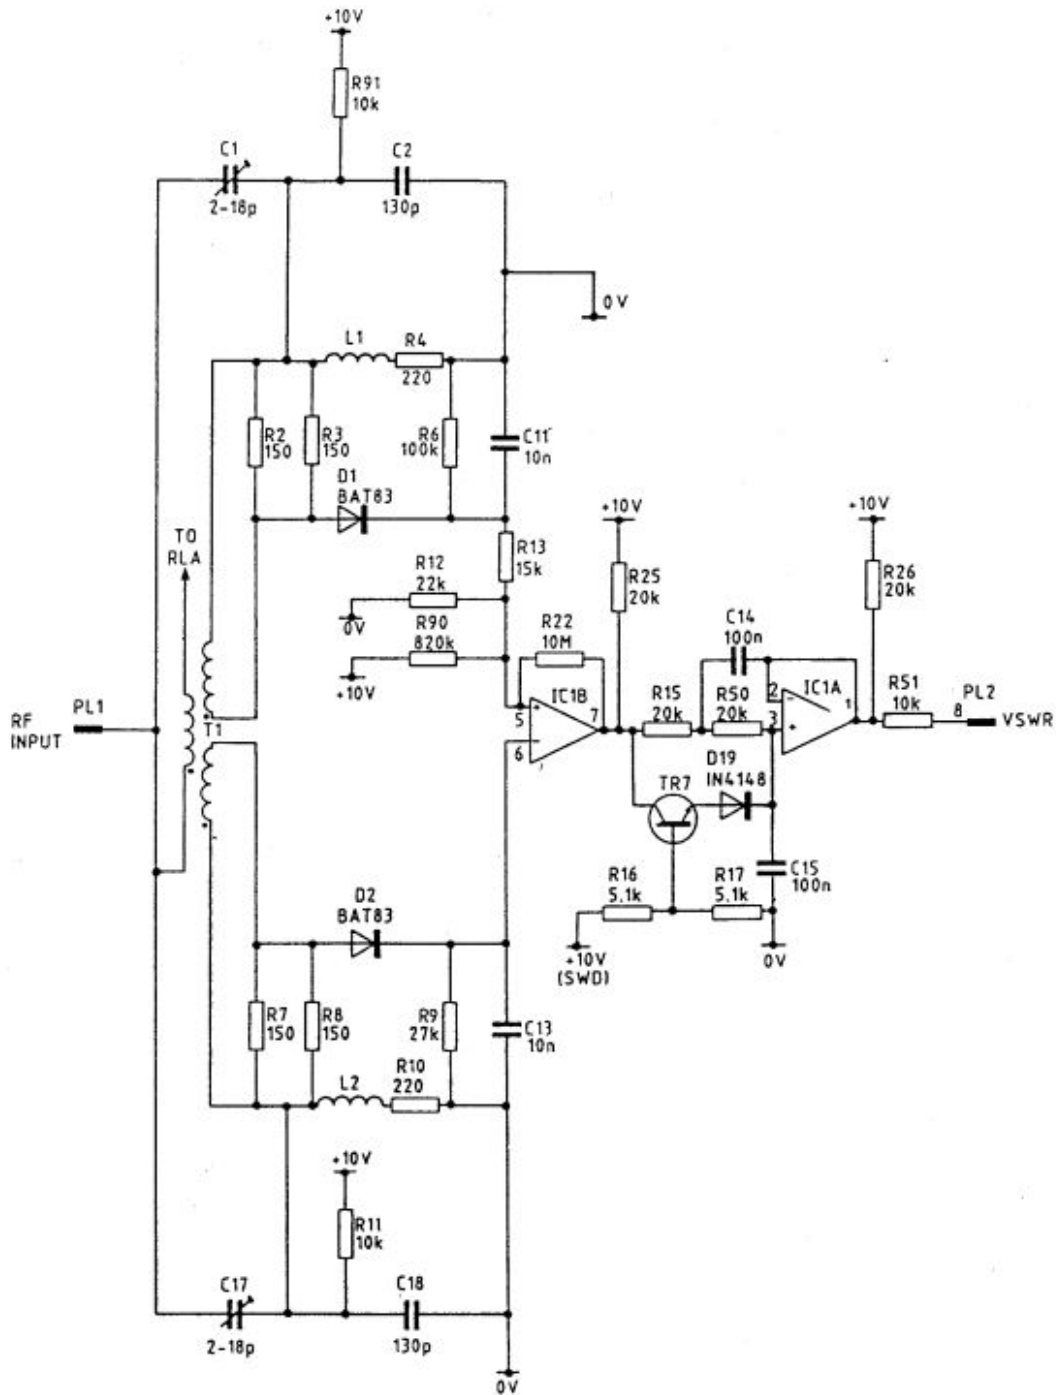 +10V
R91
10k
C1
2-18p
C2
130p
0V
L1
R4
220
R2
150
R3
150
R6
100k
C11
10n
D1
BAT83
TO
RLA
+10V
+10V
R12
22k
R13
15k
R25
20k
R26
20k
0V
R90
820k
R22
10M
C14
100n
+10V
IC1B
R15
20k
R50
20k
IC1A
R51
10k
PL2
8
VSWR
RF
INPUT
PL1
T1
+
5
7
-
6
2
-
3
+
1
D19
IN4148
TR7
R16
5.1k
R17
5.1k
C15
100n
D2
BAT83
+10V
(SWD)
0V
R7
150
R8
150
R9
27k
C13
10n
L2
R10
220
+10V
R11
10k
C17
2-18p
C18
130p
0V